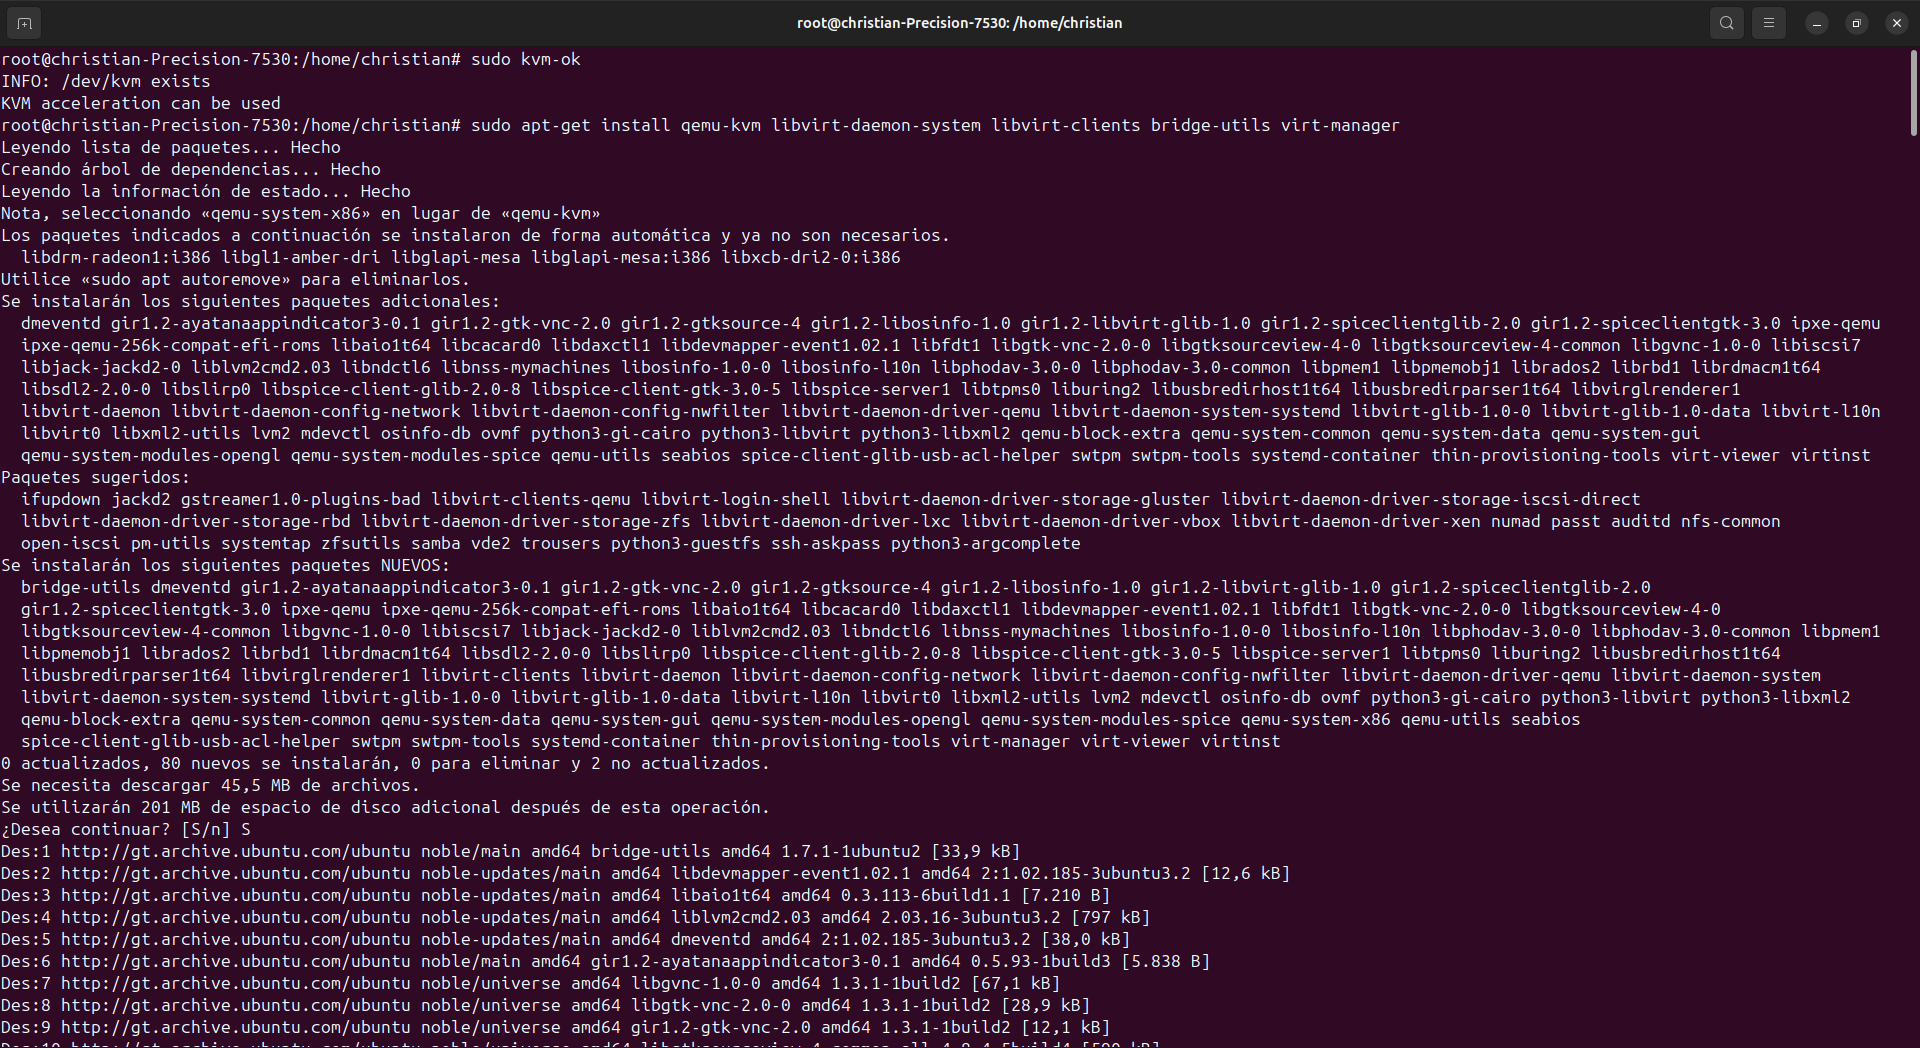 root@christian-Precision-7530: /home/christian
root@christian-Precision-7530:/home/christian# sudo kvm-ok
INFO: /dev/kvm exists
KVM acceleration can be used
root@christian-Precision-7530:/home/christian# sudo apt-get install qemu-kvm libvirt-daemon-system libvirt-clients bridge-utils virt-manager
Leyendo lista de paquetes... Hecho
Creando árbol de dependencias... Hecho
Leyendo la información de estado... Hecho
Nota, seleccionando «qemu-system-x86» en lugar de «qemu-kvm»
Los paquetes indicados a continuación se instalaron de forma automática y ya no son necesarios.
  libdrm-radeon1:i386 libgl1-amber-dri libglapi-mesa libglapi-mesa:i386 libxcb-dri2-0:i386
Utilice «sudo apt autoremove» para eliminarlos.
Se instalarán los siguientes paquetes adicionales:
  dmeventd gir1.2-ayatanaappindicator3-0.1 gir1.2-gtk-vnc-2.0 gir1.2-gtksource-4 gir1.2-libosinfo-1.0 gir1.2-libvirt-glib-1.0 gir1.2-spiceclientglib-2.0 gir1.2-spiceclientgtk-3.0 ipxe-qemu
  ipxe-qemu-256k-compat-efi-roms libaio1t64 libcacard0 libdaxctl1 libdevmapper-event1.02.1 libfdt1 libgtk-vnc-2.0-0 libgtksourceview-4-0 libgtksourceview-4-common libgvnc-1.0-0 libiscsi7
  libjack-jackd2-0 liblvm2cmd2.03 libndctl6 libnss-mymachines libosinfo-1.0-0 libosinfo-l10n libphodav-3.0-0 libphodav-3.0-common libpmem1 libpmemobj1 librados2 librbd1 librdmacm1t64
  libsdl2-2.0-0 libslirp0 libspice-client-glib-2.0-8 libspice-client-gtk-3.0-5 libspice-server1 libtpms0 liburing2 libusbredirhost1t64 libusbredirparser1t64 libvirglrenderer1
  libvirt-daemon libvirt-daemon-config-network libvirt-daemon-config-nwfilter libvirt-daemon-driver-qemu libvirt-daemon-system-systemd libvirt-glib-1.0-0 libvirt-glib-1.0-data libvirt-l10n
  libvirt0 libxml2-utils lvm2 mdevctl osinfo-db ovmf python3-gi-cairo python3-libvirt python3-libxml2 qemu-block-extra qemu-system-common qemu-system-data qemu-system-gui
  qemu-system-modules-opengl qemu-system-modules-spice qemu-utils seabios spice-client-glib-usb-acl-helper swtpm swtpm-tools systemd-container thin-provisioning-tools virt-viewer virtinst
Paquetes sugeridos:
  ifupdown jackd2 gstreamer1.0-plugins-bad libvirt-clients-qemu libvirt-login-shell libvirt-daemon-driver-storage-gluster libvirt-daemon-driver-storage-iscsi-direct
  libvirt-daemon-driver-storage-rbd libvirt-daemon-driver-storage-zfs libvirt-daemon-driver-lxc libvirt-daemon-driver-vbox libvirt-daemon-driver-xen numad passt auditd nfs-common
  open-iscsi pm-utils systemtap zfsutils samba vde2 trousers python3-guestfs ssh-askpass python3-argcomplete
Se instalarán los siguientes paquetes NUEVOS:
  bridge-utils dmeventd gir1.2-ayatanaappindicator3-0.1 gir1.2-gtk-vnc-2.0 gir1.2-gtksource-4 gir1.2-libosinfo-1.0 gir1.2-libvirt-glib-1.0 gir1.2-spiceclientglib-2.0
  gir1.2-spiceclientgtk-3.0 ipxe-qemu ipxe-qemu-256k-compat-efi-roms libaio1t64 libcacard0 libdaxctl1 libdevmapper-event1.02.1 libfdt1 libgtk-vnc-2.0-0 libgtksourceview-4-0
  libgtksourceview-4-common libgvnc-1.0-0 libiscsi7 libjack-jackd2-0 liblvm2cmd2.03 libndctl6 libnss-mymachines libosinfo-1.0-0 libosinfo-l10n libphodav-3.0-0 libphodav-3.0-common libpmem1
  libpmemobj1 librados2 librbd1 librdmacm1t64 libsdl2-2.0-0 libslirp0 libspice-client-glib-2.0-8 libspice-client-gtk-3.0-5 libspice-server1 libtpms0 liburing2 libusbredirhost1t64
  libusbredirparser1t64 libvirglrenderer1 libvirt-clients libvirt-daemon libvirt-daemon-config-network libvirt-daemon-config-nwfilter libvirt-daemon-driver-qemu libvirt-daemon-system
  libvirt-daemon-system-systemd libvirt-glib-1.0-0 libvirt-glib-1.0-data libvirt-l10n libvirt0 libxml2-utils lvm2 mdevctl osinfo-db ovmf python3-gi-cairo python3-libvirt python3-libxml2
  qemu-block-extra qemu-system-common qemu-system-data qemu-system-gui qemu-system-modules-opengl qemu-system-modules-spice qemu-system-x86 qemu-utils seabios
  spice-client-glib-usb-acl-helper swtpm swtpm-tools systemd-container thin-provisioning-tools virt-manager virt-viewer virtinst
0 actualizados, 80 nuevos se instalarán, 0 para eliminar y 2 no actualizados.
Se necesita descargar 45,5 MB de archivos.
Se utilizarán 201 MB de espacio de disco adicional después de esta operación.
¿Desea continuar? [S/n] S
Des:1 http://gt.archive.ubuntu.com/ubuntu noble/main amd64 bridge-utils amd64 1.7.1-1ubuntu2 [33,9 kB]
Des:2 http://gt.archive.ubuntu.com/ubuntu noble-updates/main amd64 libdevmapper-event1.02.1 amd64 2:1.02.185-3ubuntu3.2 [12,6 kB]
Des:3 http://gt.archive.ubuntu.com/ubuntu noble-updates/main amd64 libaio1t64 amd64 0.3.113-6build1.1 [7.210 B]
Des:4 http://gt.archive.ubuntu.com/ubuntu noble-updates/main amd64 liblvm2cmd2.03 amd64 2.03.16-3ubuntu3.2 [797 kB]
Des:5 http://gt.archive.ubuntu.com/ubuntu noble-updates/main amd64 dmeventd amd64 2:1.02.185-3ubuntu3.2 [38,0 kB]
Des:6 http://gt.archive.ubuntu.com/ubuntu noble/main amd64 gir1.2-ayatanaappindicator3-0.1 amd64 0.5.93-1build3 [5.838 B]
Des:7 http://gt.archive.ubuntu.com/ubuntu noble/universe amd64 libgvnc-1.0-0 amd64 1.3.1-1build2 [67,1 kB]
Des:8 http://gt.archive.ubuntu.com/ubuntu noble/universe amd64 libgtk-vnc-2.0-0 amd64 1.3.1-1build2 [28,9 kB]
Des:9 http://gt.archive.ubuntu.com/ubuntu noble/universe amd64 gir1.2-gtk-vnc-2.0 amd64 1.3.1-1build2 [12,1 kB]